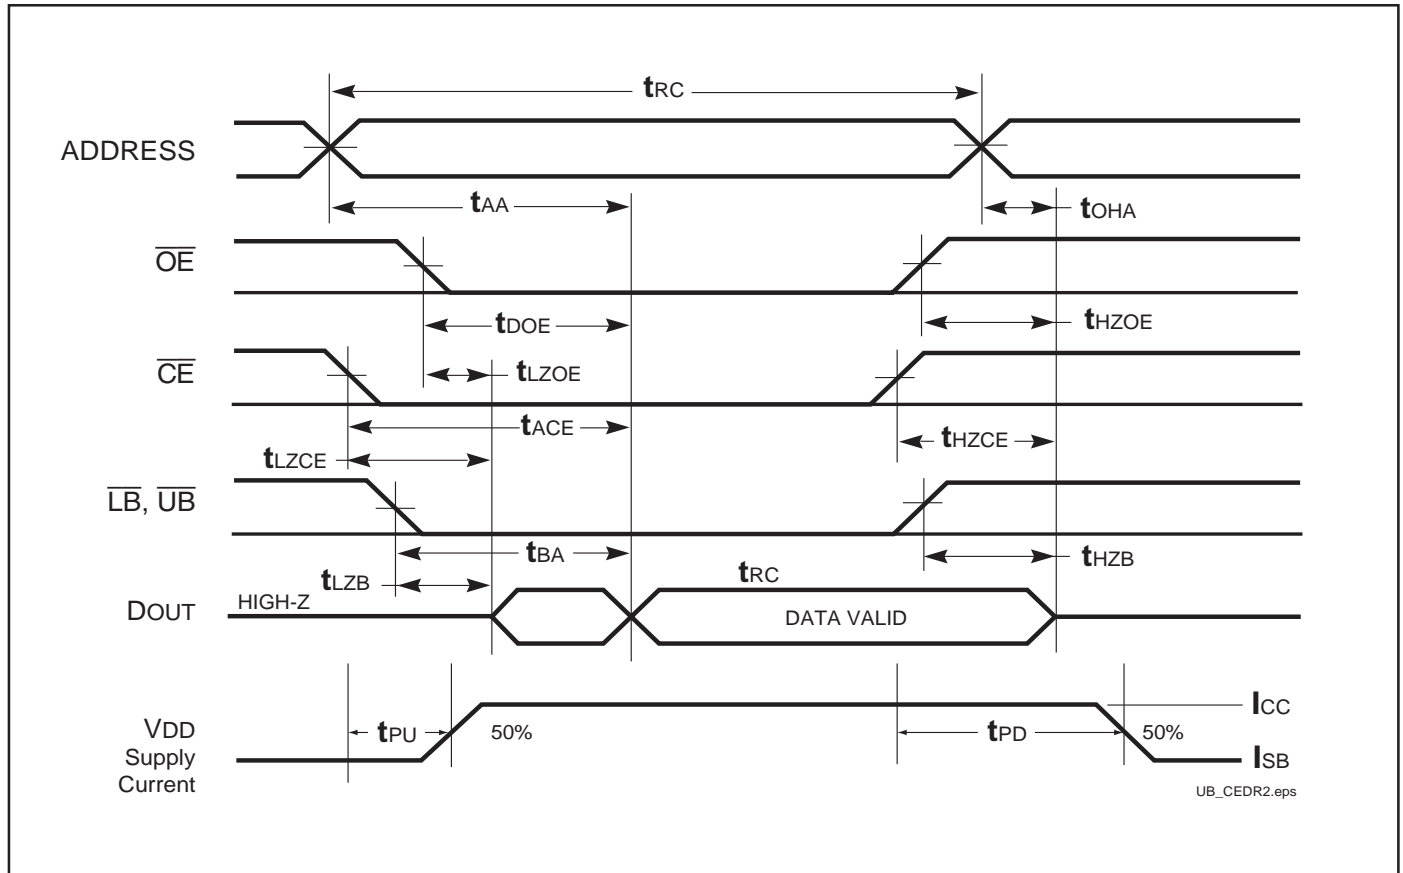 tRC
ADDRESS
tAA
tOHA
OE
tDOE
tHZOE
CE
tLZOE
tACE
tHZCE
tLZCE
LB, UB
tBA
tHZB
tLZB
tRC
DOUT
HIGH-Z
DATA VALID
ICC
VDD
Supply
Current
tPU
50%
tPD
50%
ISB
UB_CEDR2.eps